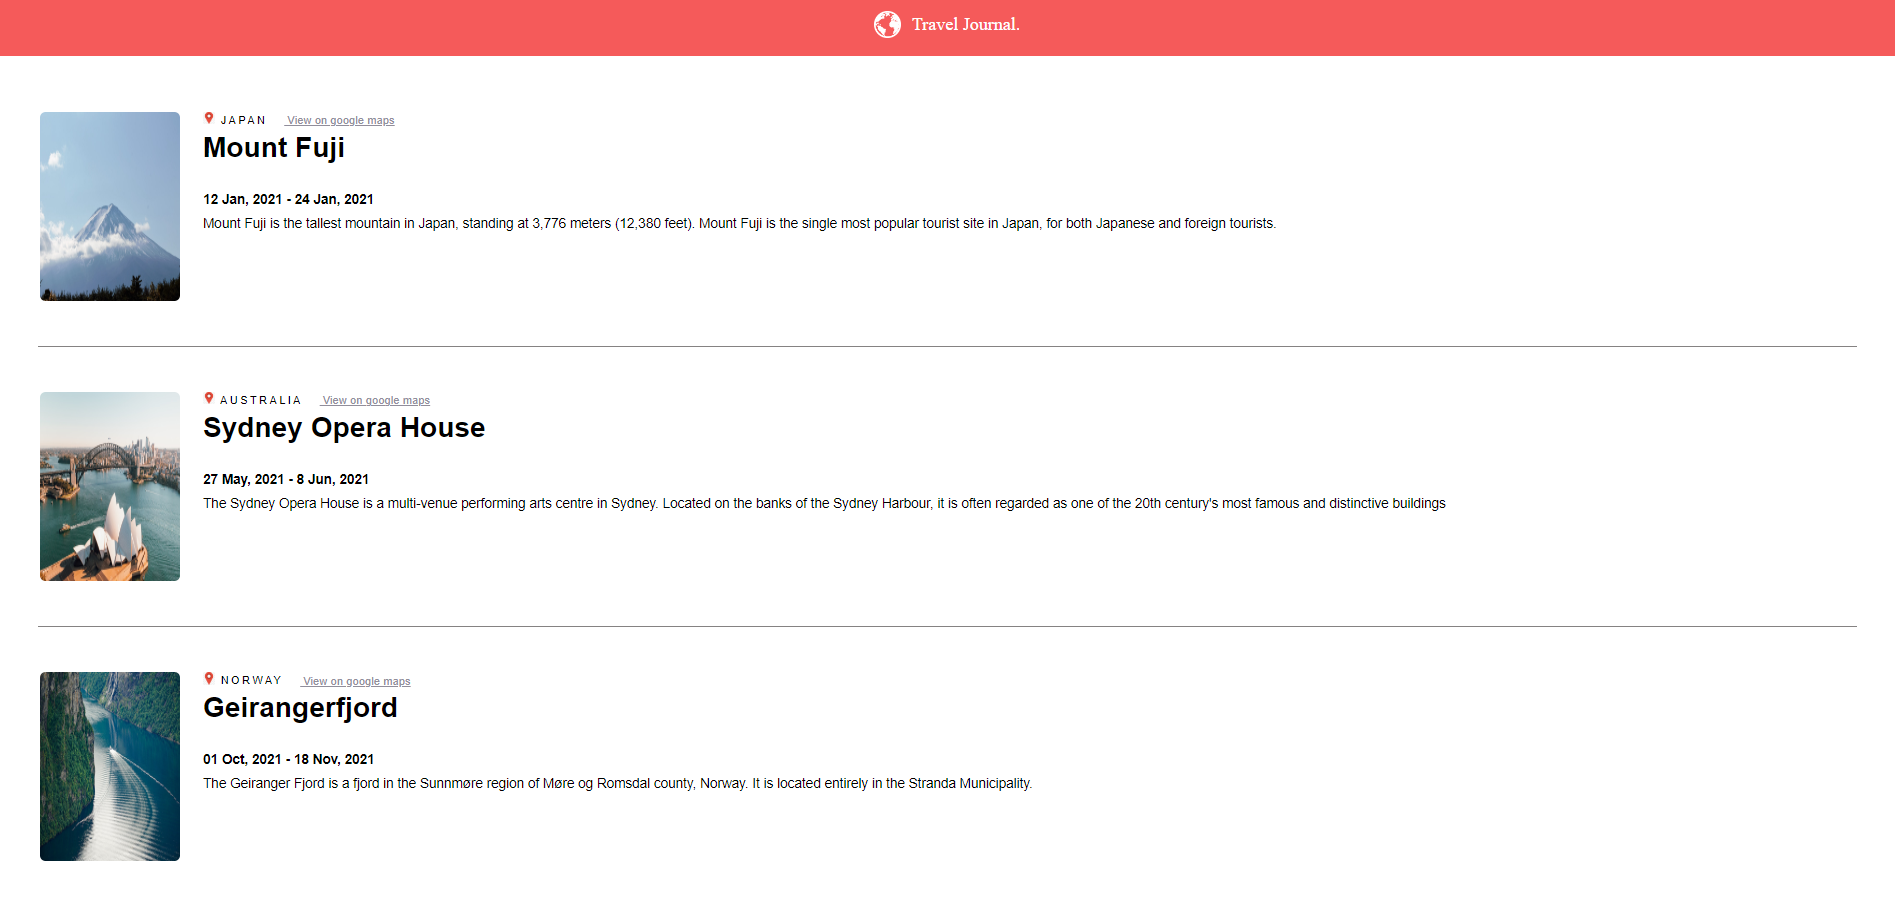 Travel Journal.
JAPAN View on google maps
Mount Fuji
12 Jan, 2021 - 24 Jan, 2021
Mount Fuji is the tallest mountain in Japan, standing at 3,776 meters (12,380 feet). Mount Fuji is the single most popular tourist site in Japan, for both Japanese and foreign tourists.
AUSTRALIA View on google maps
Sydney Opera House
27 May, 2021 - 8 Jun, 2021
The Sydney Opera House is a multi-venue performing arts centre in Sydney. Located on the banks of the Sydney Harbour, it is often regarded as one of the 20th century's most famous and distinctive buildings
NORWAY View on google maps
Geirangerfjord
01 Oct, 2021 - 18 Nov, 2021
The Geiranger Fjord is a fjord in the Sunnmøre region of Møre og Romsdal county, Norway. It is located entirely in the Stranda Municipality.